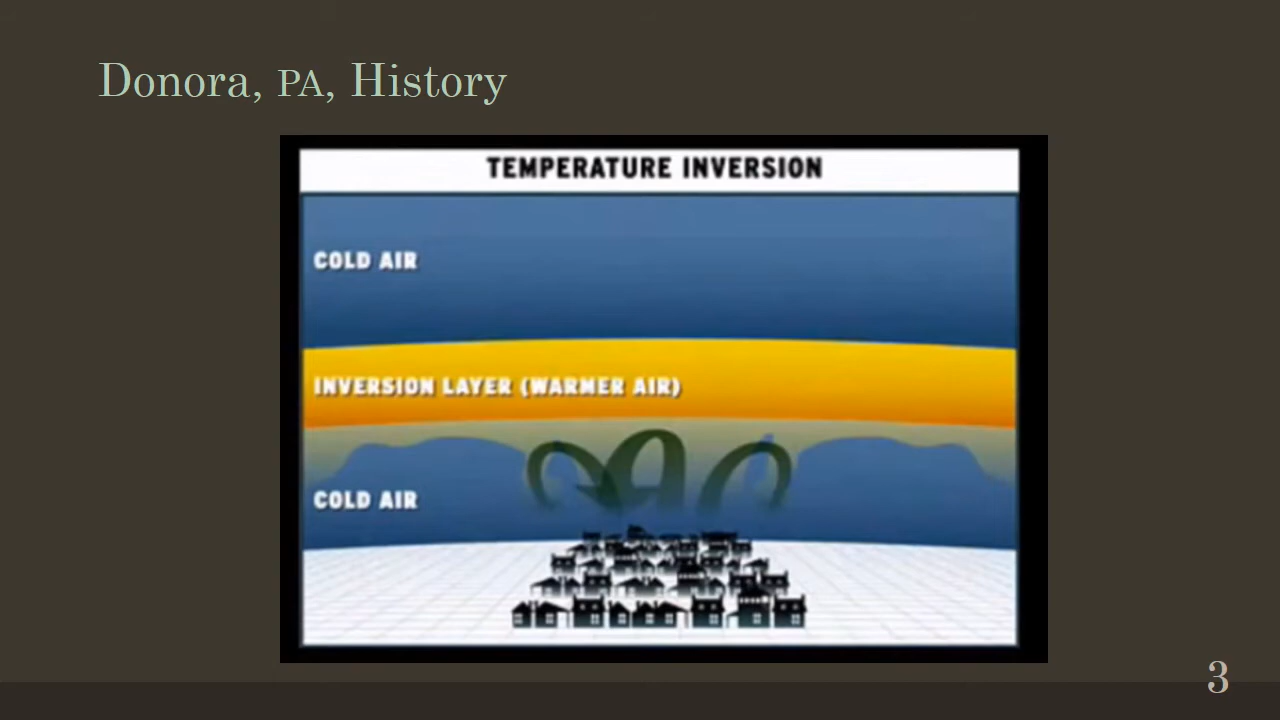 Donora, PA, History
TEMPERATURE INVERSION
COLD AIR
INVERSION LAYER (WARMER AIR)
COLD AIR
3